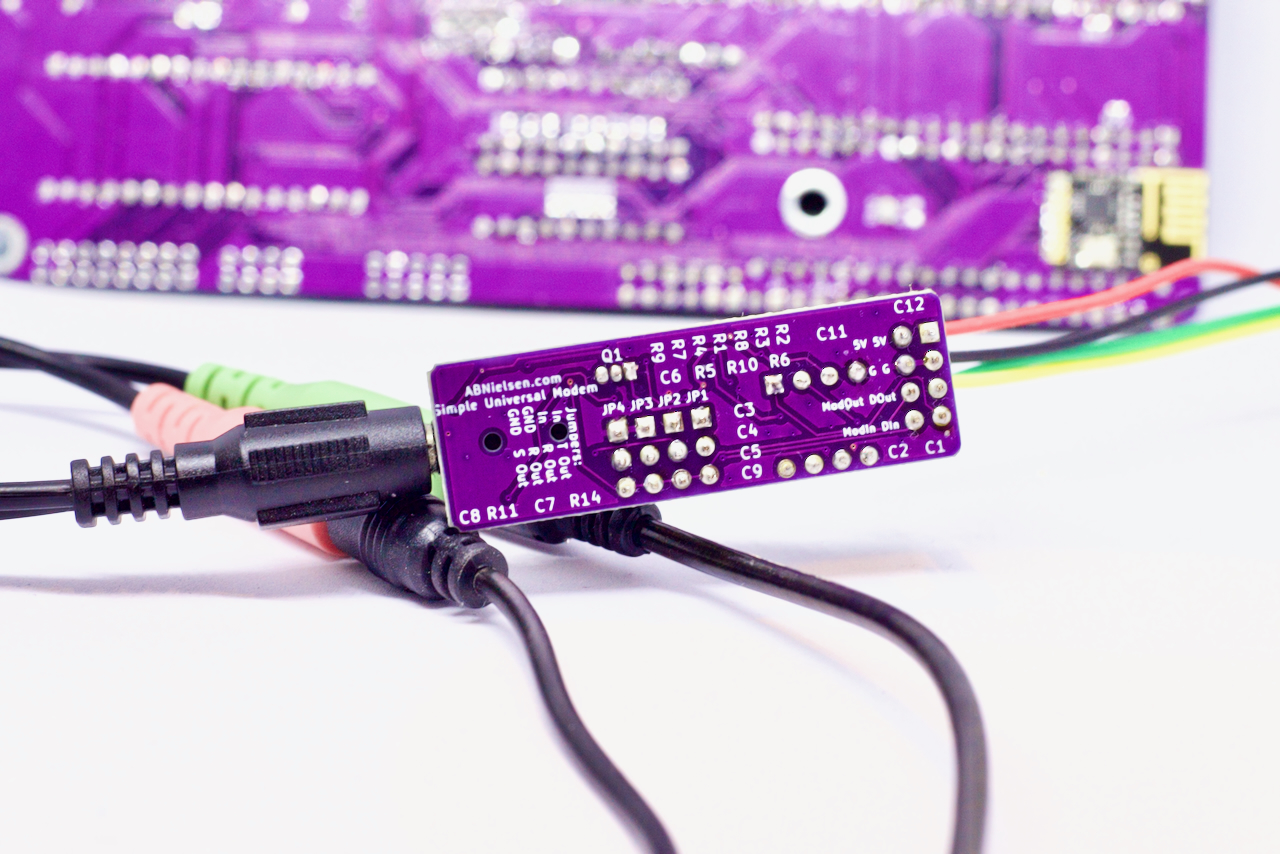 C12
C11
5V 5V
G G
ModOut DOut
ModIn Din
C2 C1
R9 R7 R4 R1 R8 R3 R2
Q1
C6 R5 R10 R6
ABNielsen.com
Simple Universal Modem
JP4 JP3 JP2 JP1
C3
C4
C5
C9
Jumpers:
In T Out
In R Out
GND R Out
GND S Out
C8 R11 C7 R14